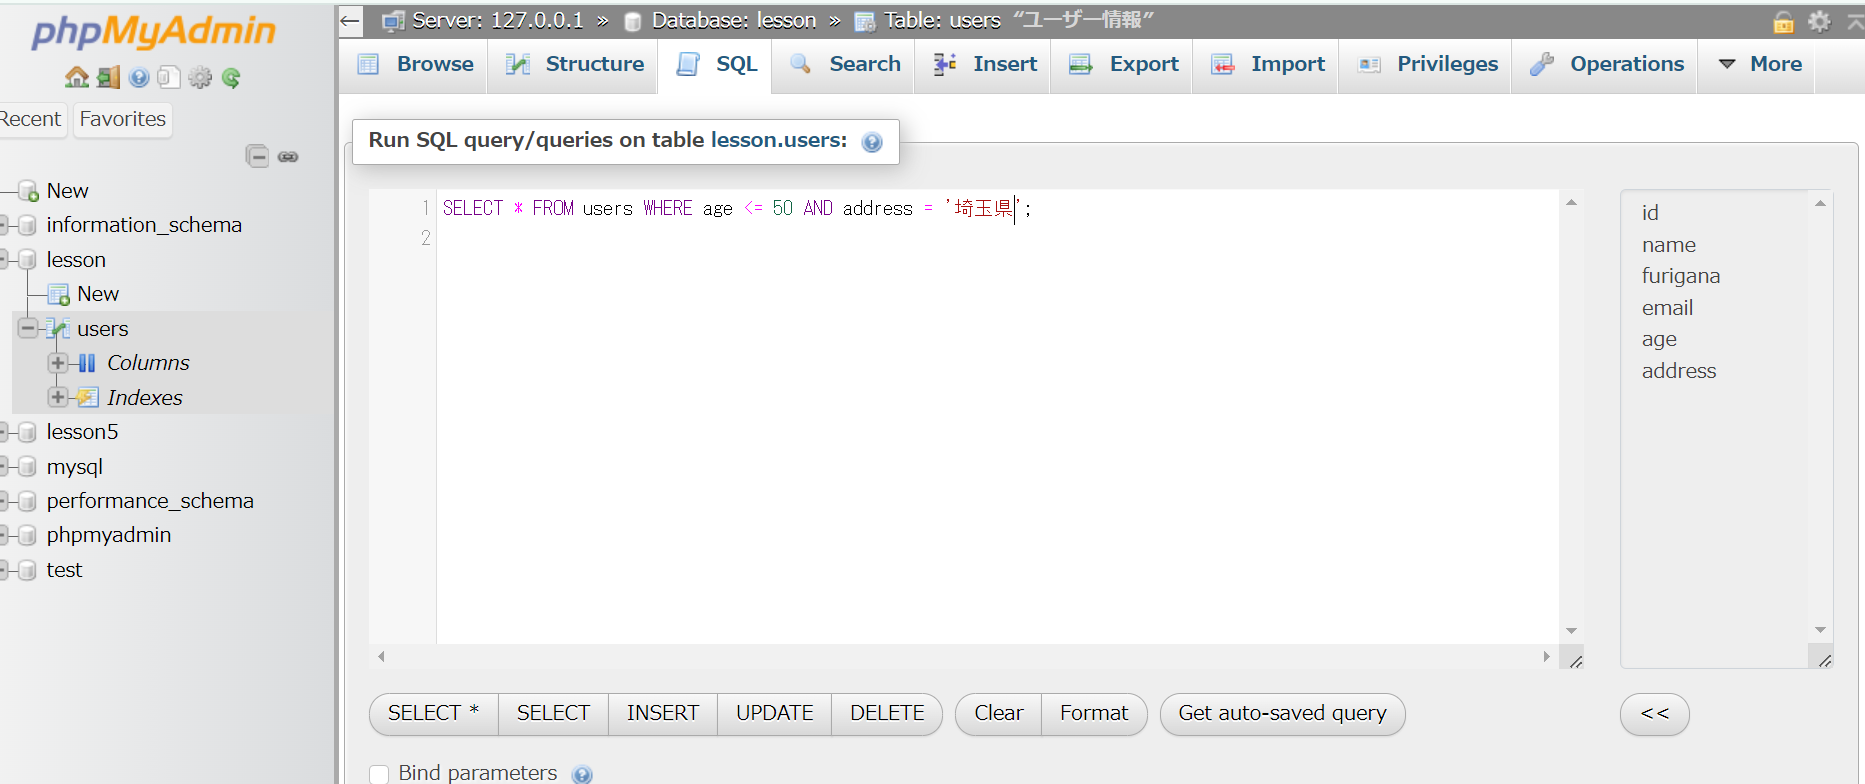 phpMyAdmin
Recent
Favorites
New
information_schema
lesson
New
users
Columns
Indexes
lesson5
mysql
performance_schema
phpmyadmin
test
Server: 127.0.0.1 » Database: lesson » Table: users “ユーザー情報”
Browse Structure SQL Search Insert Export Import Privileges Operations More
Run SQL query/queries on table lesson.users:
1 SELECT * FROM users WHERE age <= 50 AND address = '埼玉県';
2
id
name
furigana
email
age
address
SELECT * SELECT INSERT UPDATE DELETE Clear Format Get auto-saved query <<
Bind parameters